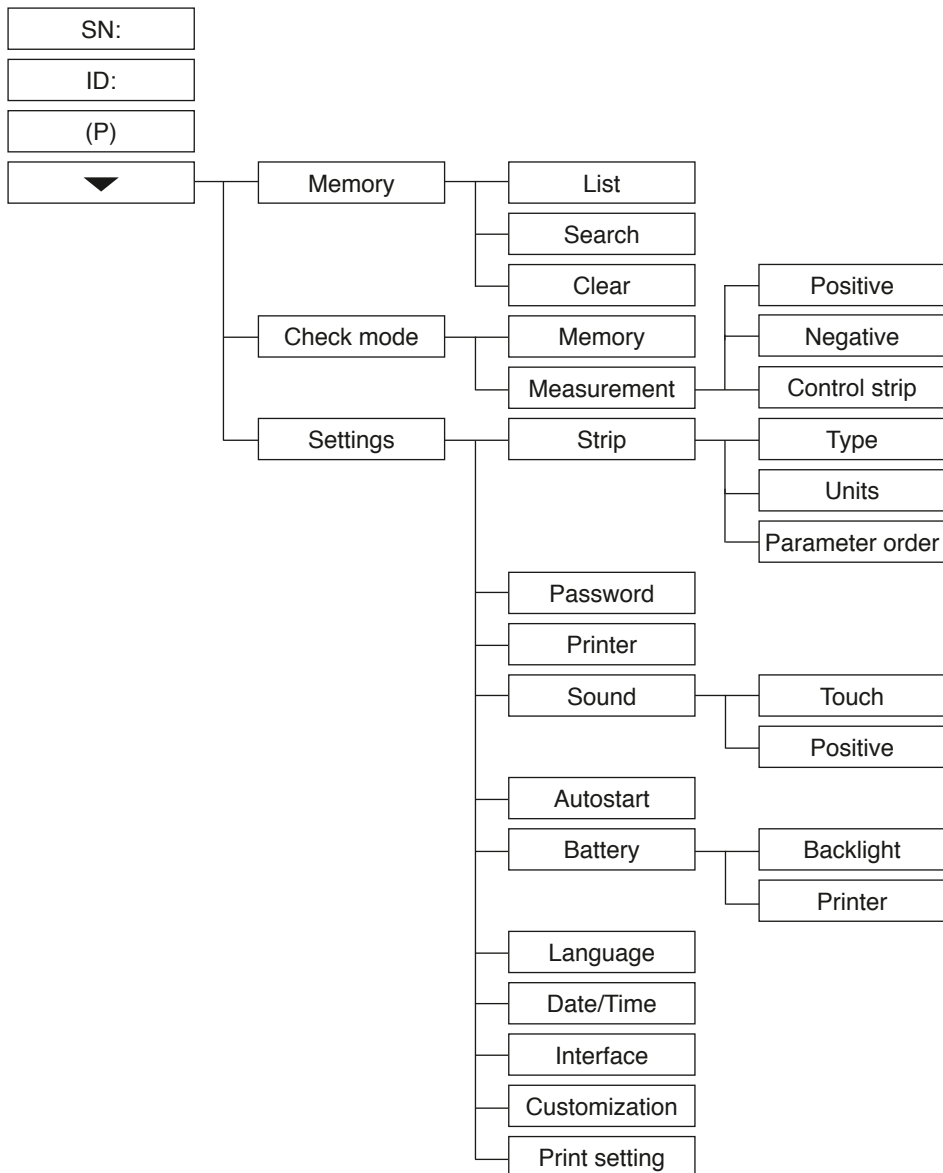 SN:
ID:
(P)
Memory
List
Search
Clear
Check mode
Memory
Measurement
Positive
Negative
Control strip
Settings
Strip
Type
Units
Parameter order
Password
Printer
Sound
Touch
Positive
Autostart
Battery
Backlight
Printer
Language
Date/Time
Interface
Customization
Print setting